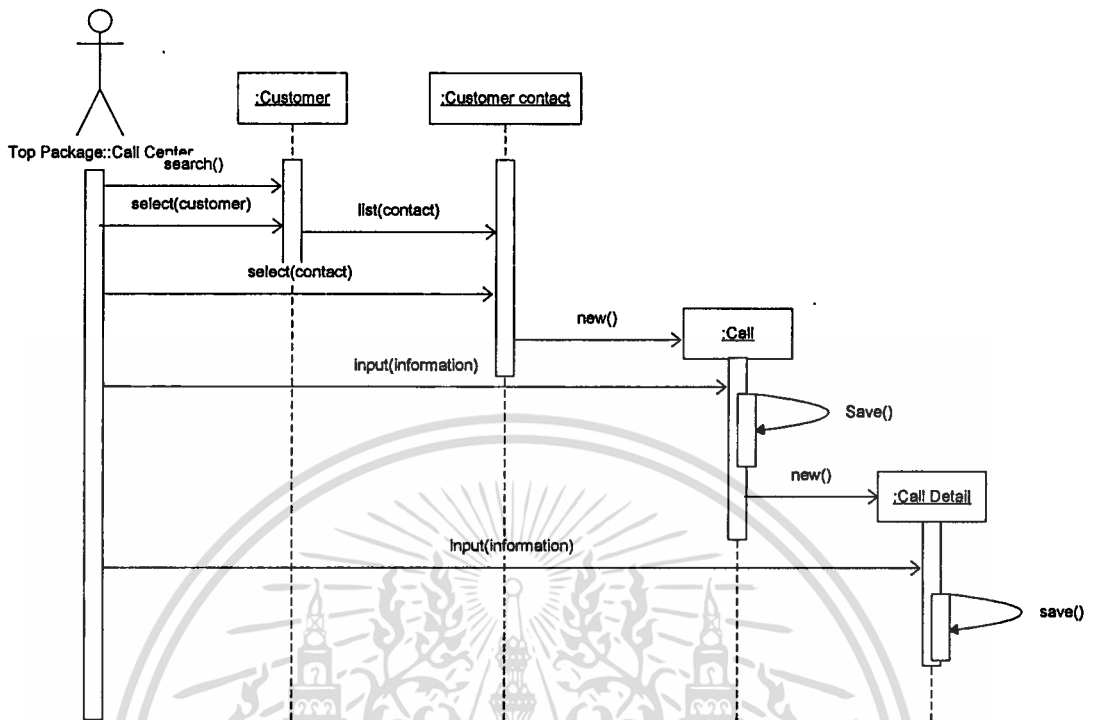 :Customer
:Customer contact
Top Package::Call Center
search()
select(customer)
list(contact)
select(contact)
new()
:Call
input(information)
Save()
new()
:Call Detail
input(information)
save()